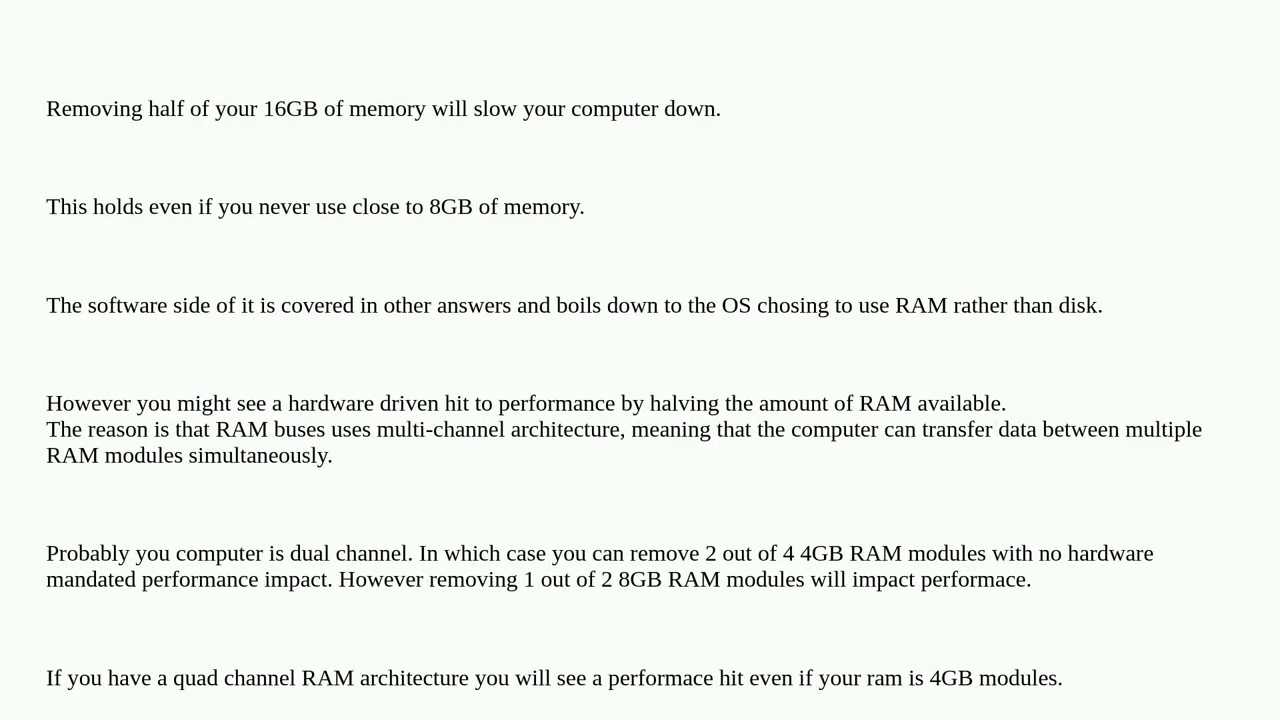 Removing half of your 16GB of memory will slow your computer down.
This holds even if you never use close to 8GB of memory.
The software side of it is covered in other answers and boils down to the OS chosing to use RAM rather than disk.
However you might see a hardware driven hit to performance by halving the amount of RAM available.
The reason is that RAM buses uses multi-channel architecture, meaning that the computer can transfer data between multiple
RAM modules simultaneously.
Probably you computer is dual channel. In which case you can remove 2 out of 4 4GB RAM modules with no hardware
mandated performance impact. However removing 1 out of 2 8GB RAM modules will impact performace.
If you have a quad channel RAM architecture you will see a performace hit even if your ram is 4GB modules.